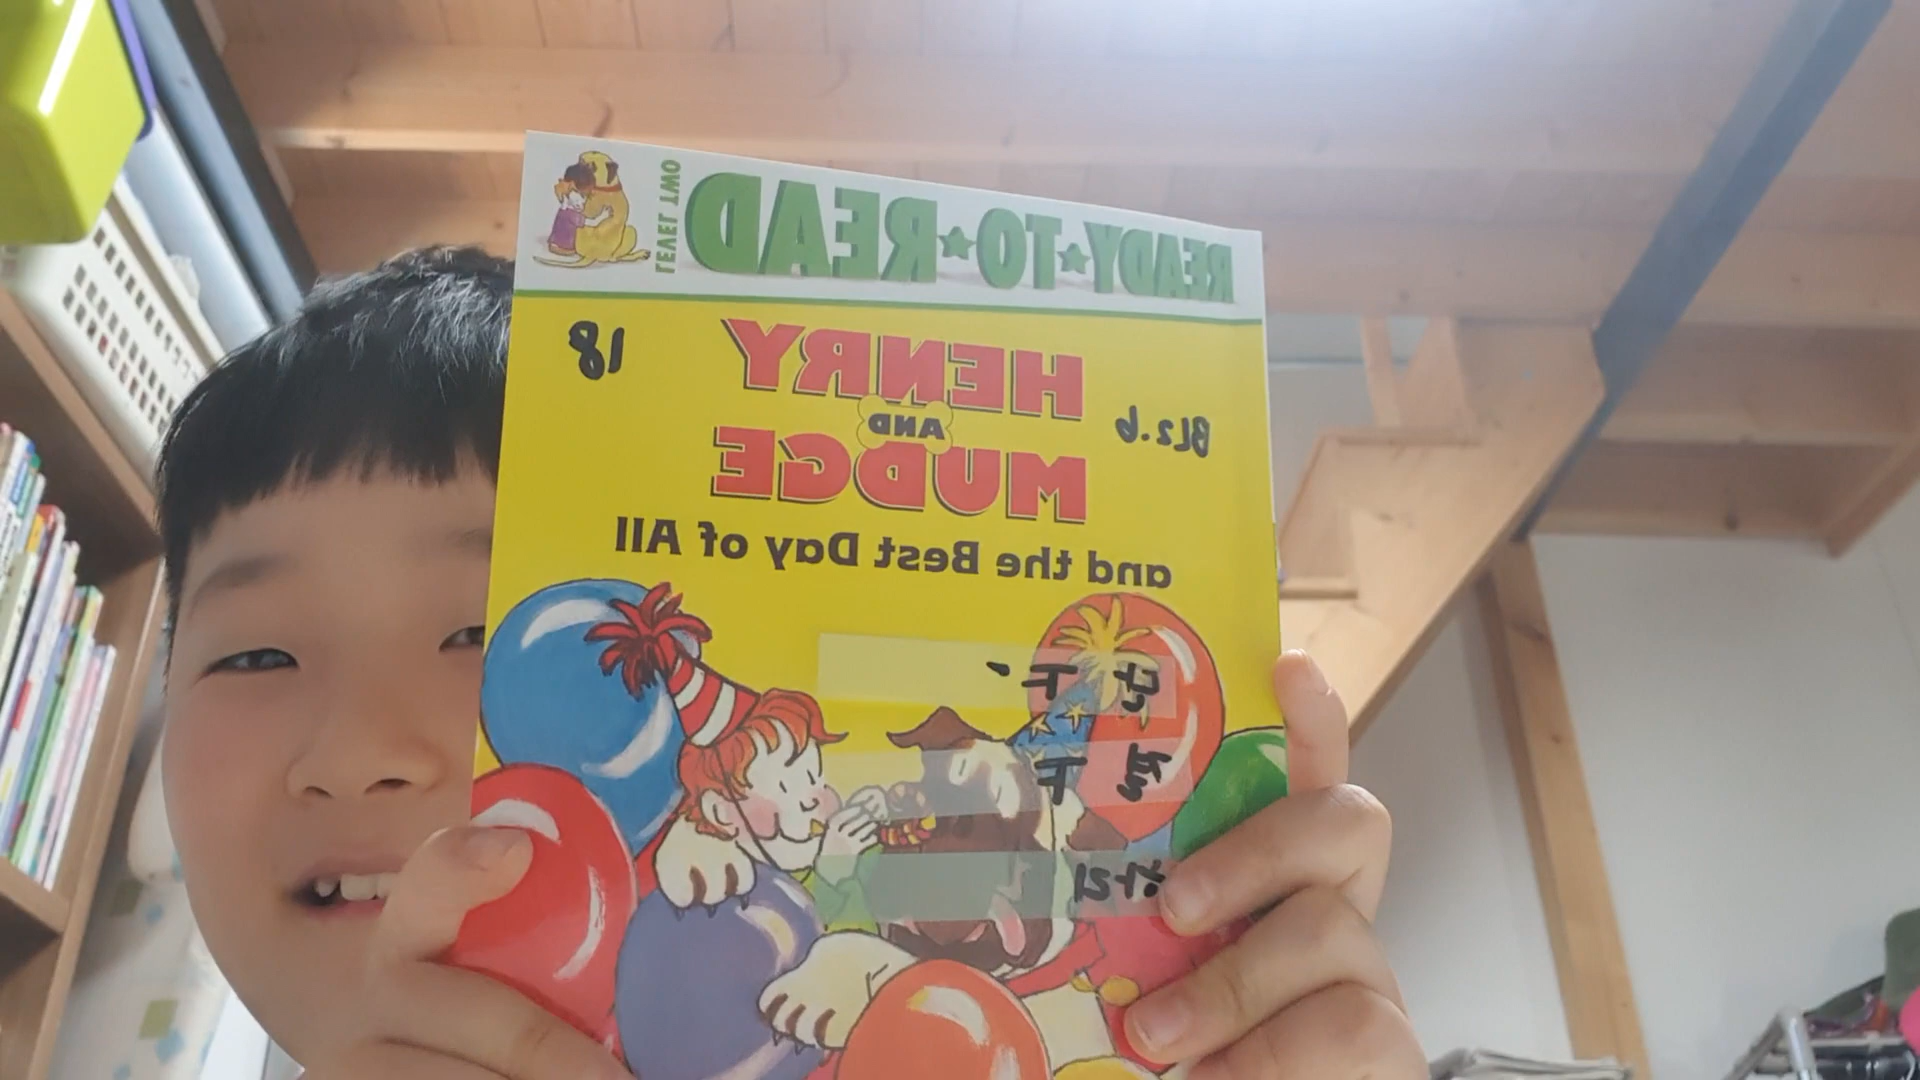 READY★TO★READ
LEVEL TWO
HENRY
AND
MUDGE
and the Best Day of All
18
BL2.6